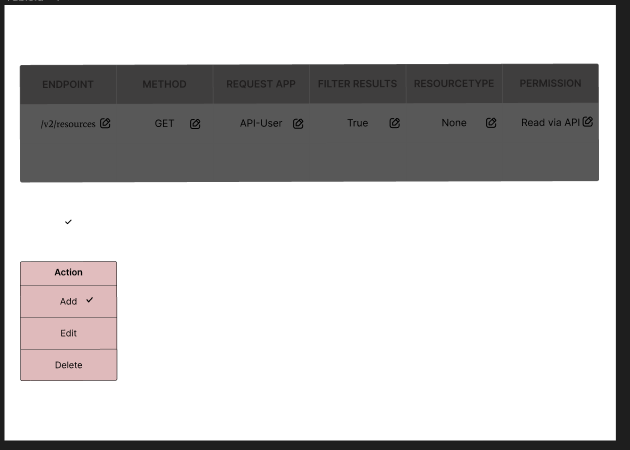 ENDPOINT METHOD REQUEST APP FILTER RESULTS RESOURCETYPE PERMISSION
/v2/resources GET API-User True None Read via API
Action
Add
Edit
Delete